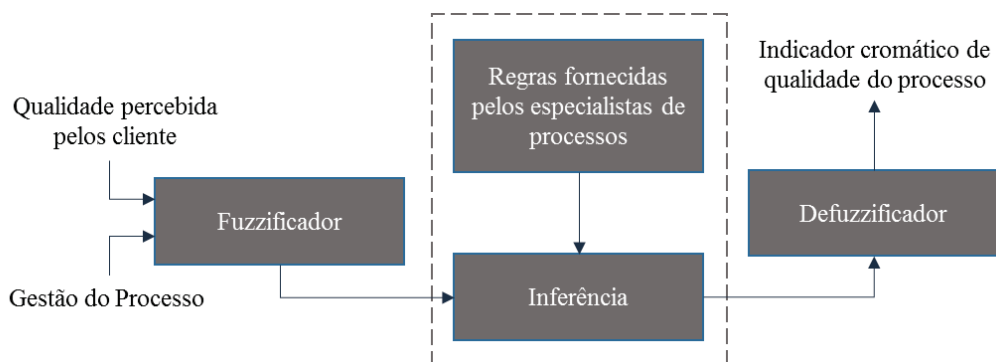 Qualidade percebida
pelos cliente
Gestão do Processo
Fuzzificador
Regras fornecidas
pelos especialistas de
processos
Inferência
Indicador cromático de
qualidade do processo
Defuzzificador